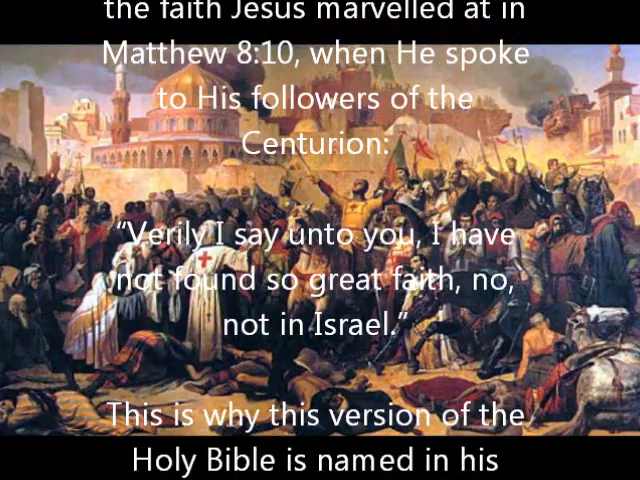 the faith Jesus marvelled at in
Matthew 8:10, when He spoke
to His followers of the
Centurion:
“Verily I say unto you, I have
not found so great faith, no,
not in Israel.”
This is why this version of the
Holy Bible is named in his